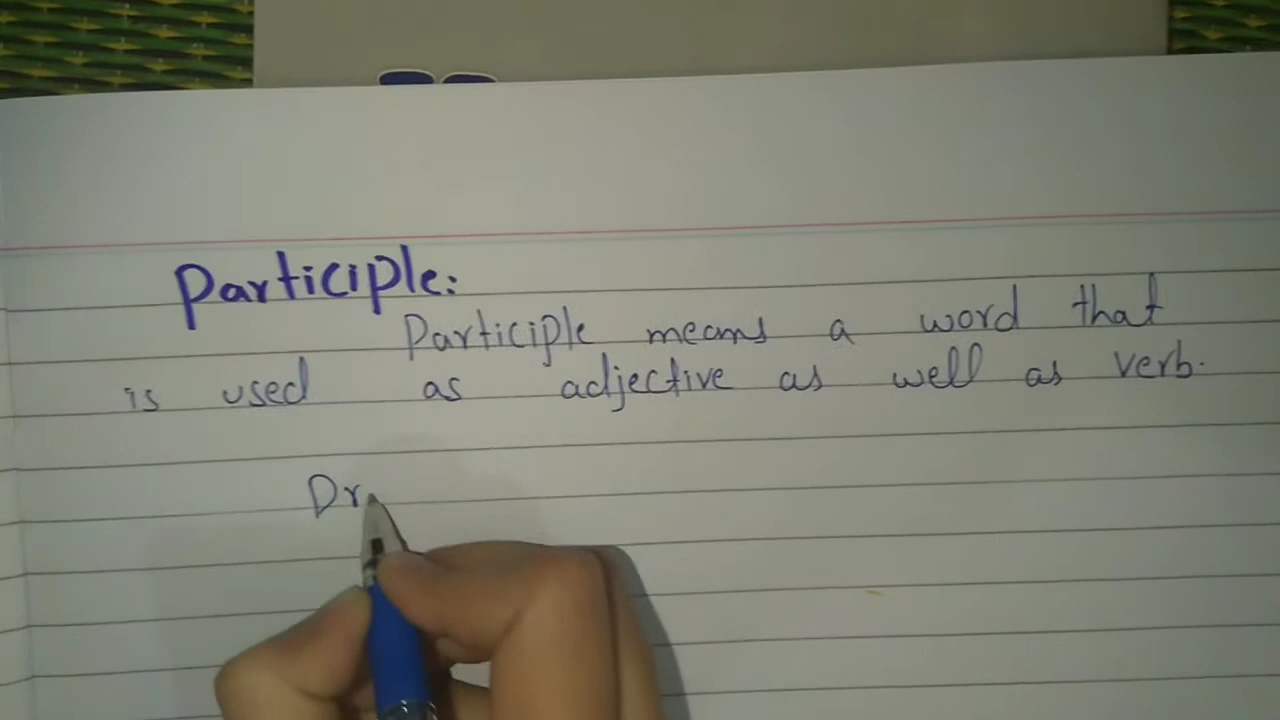 Participle:
Participle means a word that
is used as adjective as well as verb.
Dr